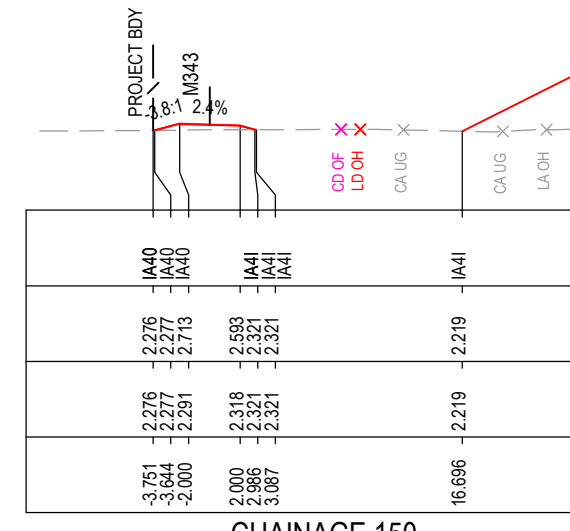 PROJECT BDY
-3.8:1
M343
2.4%
CD OF
LD OH
CA UG
CA UG
LA OH
IA40
IA40
IA40
IA4I
IA4I
IA4I
IA4I
2.276
2.277
2.713
2.593
2.321
2.321
2.219
2.276
2.277
2.291
2.318
2.321
2.321
2.219
-3.751
-3.644
-2.000
2.000
2.986
3.087
16.696
CHAINAGE 150